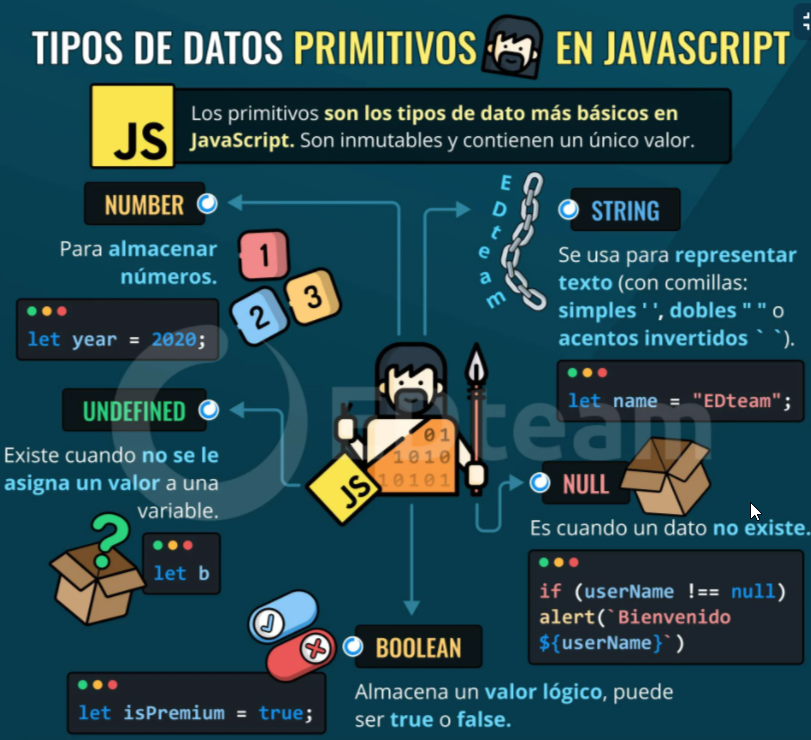 TIPOS DE DATOS PRIMITIVOS EN JAVASCRIPT
JS
Los primitivos son los tipos de dato más básicos en
JavaScript. Son inmutables y contienen un único valor.
NUMBER
Para almacenar
números.
1
2
3
let year = 2020;
EDteam
STRING
Se usa para representar
texto (con comillas:
simples ' ', dobles " " o
acentos invertidos ` `).
let name = "EDteam";
UNDEFINED
Existe cuando no se le
asigna un valor a una
variable.
?
let b
01
1010
10101
JS
EDteam
NULL
Es cuando un dato no existe.
if (userName !== null)
alert(`Bienvenido
${userName}`)
BOOLEAN
Almacena un valor lógico, puede
ser true o false.
let isPremium = true;